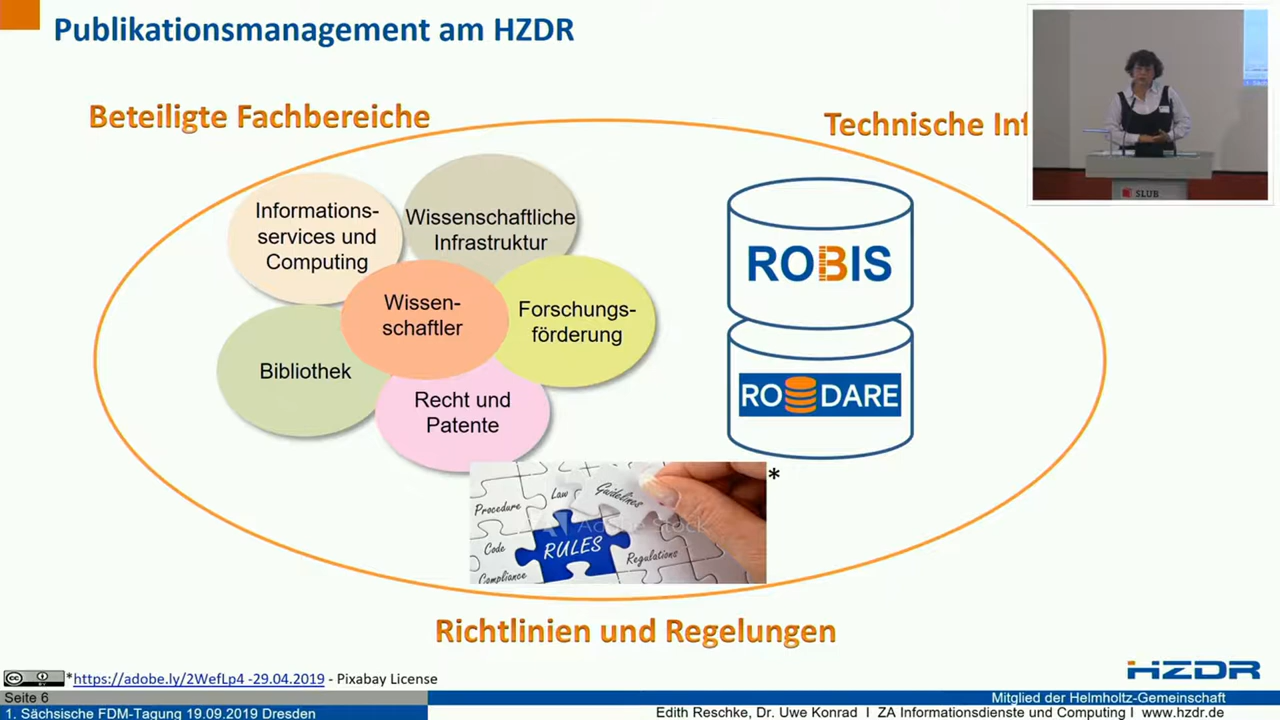 Publikationsmanagement am HZDR
Beteiligte Fachbereiche
Technische
Informations-
services und
Computing
Wissenschaftliche
Infrastruktur
Wissen-
schaftler
Forschungs-
förderung
Bibliothek
Recht und
Patente
ROBIS
RODARE
*
Procedure
Law
Guidelines
Adobe Stock
Code
RULES
Regulations
Compliance
Richtlinien und Regelungen
SLUB
*https://adobe.ly/2WefLp4 -29.04.2019 - Pixabay License
HZDR
Seite 6
Mitglied der Helmholtz-Gemeinschaft
1. Sächsische FDM-Tagung 19.09.2019 Dresden
Edith Reschke, Dr. Uwe Konrad I ZA Informationsdienste und Computing I www.hzdr.de